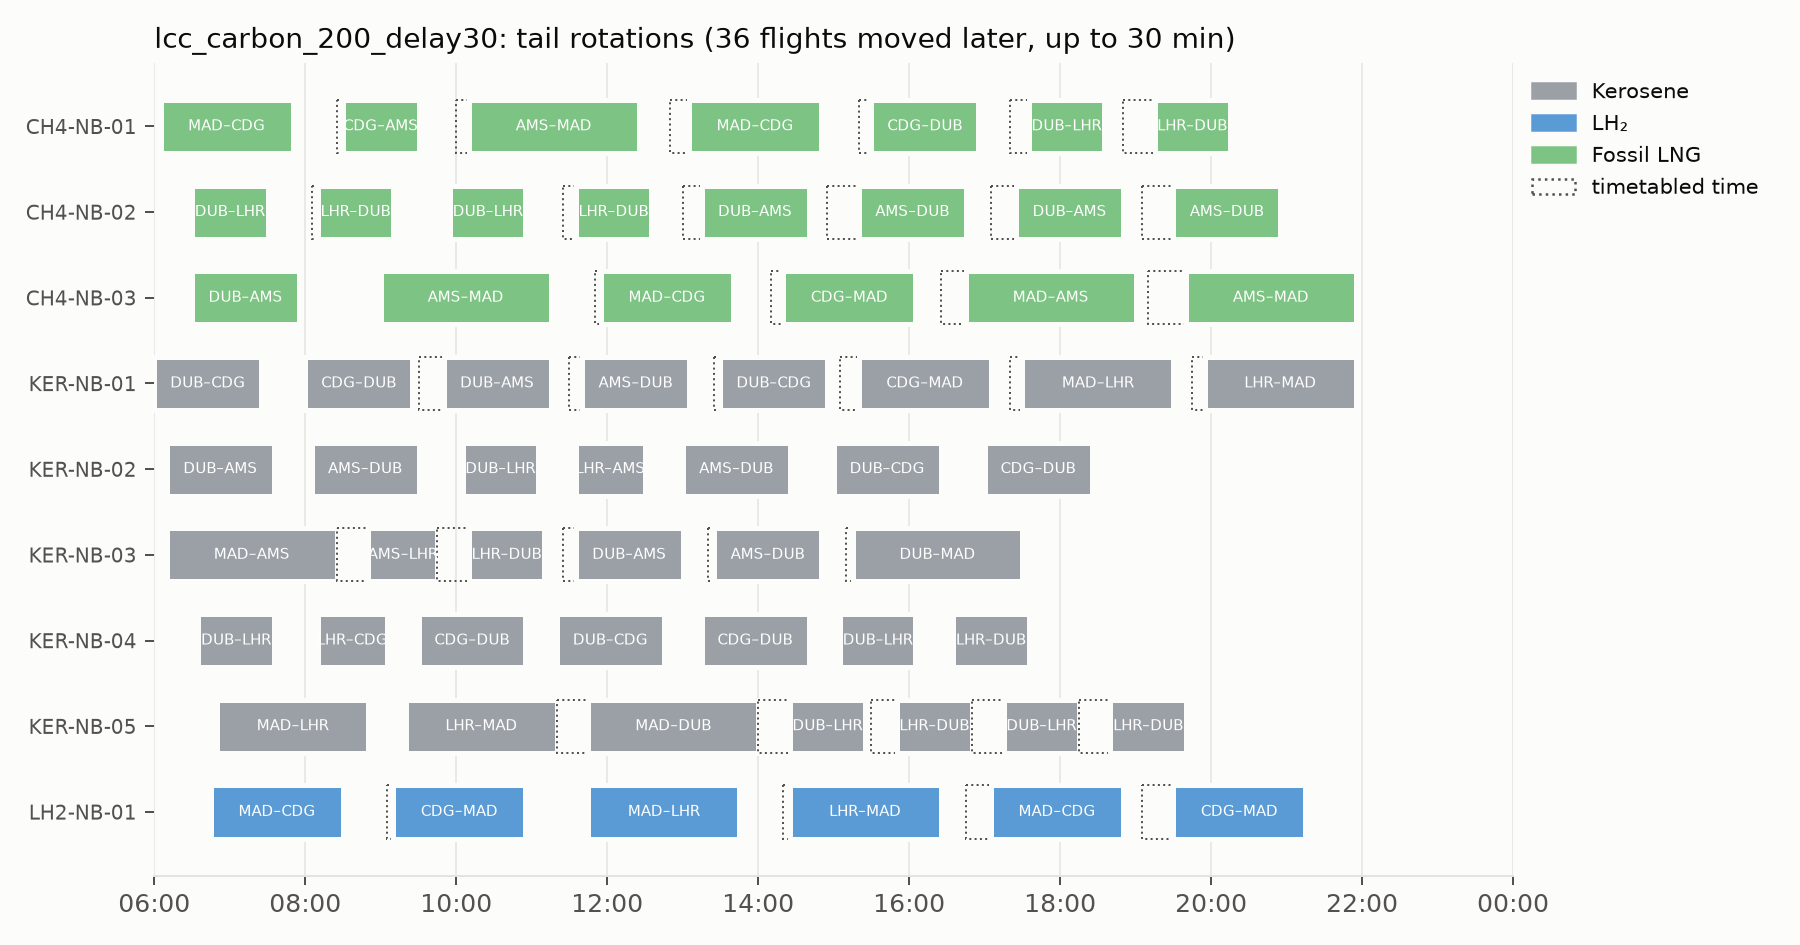 lcc_carbon_200_delay30: tail rotations (36 flights moved later, up to 30 min)
Kerosene
LH₂
Fossil LNG
timetabled time
CH4-NB-01 MAD–CDG CDG–AMS AMS–MAD MAD–CDG CDG–DUB DUB–LHR LHR–DUB
CH4-NB-02 DUB–LHR LHR–DUB DUB–LHR LHR–DUB DUB–AMS AMS–DUB DUB–AMS AMS–DUB
CH4-NB-03 DUB–AMS AMS–MAD MAD–CDG CDG–MAD MAD–AMS AMS–MAD
KER-NB-01 DUB–CDG CDG–DUB DUB–AMS AMS–DUB DUB–CDG CDG–MAD MAD–LHR LHR–MAD
KER-NB-02 DUB–AMS AMS–DUB DUB–LHR LHR–AMS AMS–DUB DUB–CDG CDG–DUB
KER-NB-03 MAD–AMS AMS–LHR LHR–DUB DUB–AMS AMS–DUB DUB–MAD
KER-NB-04 DUB–LHR LHR–CDG CDG–DUB DUB–CDG CDG–DUB DUB–LHR LHR–DUB
KER-NB-05 MAD–LHR LHR–MAD MAD–DUB DUB–LHR LHR–DUB DUB–LHR LHR–DUB
LH2-NB-01 MAD–CDG CDG–MAD MAD–LHR LHR–MAD MAD–CDG CDG–MAD
06:00 08:00 10:00 12:00 14:00 16:00 18:00 20:00 22:00 00:00